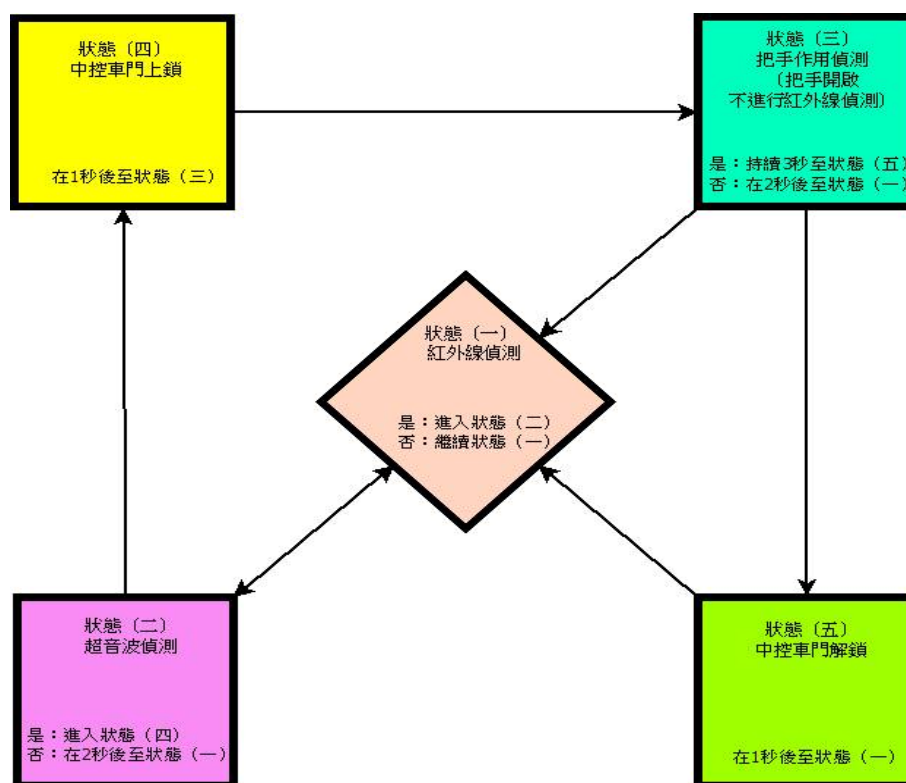 狀態〔四〕
中控車門上鎖
在1秒後至狀態（三）
狀態〔三〕
把手作用偵測
〔把手開啟
不進行紅外線偵測〕
是：持續3秒至狀態（五）
否：在2秒後至狀態（一）
狀態〔一〕
紅外線偵測
是：進入狀態（二）
否：繼續狀態（一）
狀態〔二〕
超音波偵測
是：進入狀態（四）
否：在2秒後至狀態（一）
狀態〔五〕
中控車門解鎖
在1秒後至狀態（一）